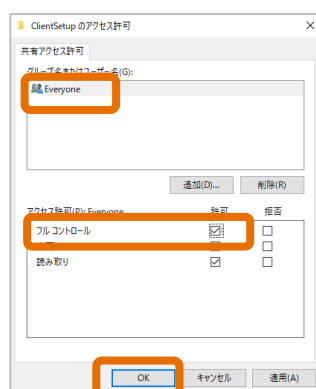 ClientSetup のアクセス許可
共有アクセス許可
グループ名またはユーザー名(G):
Everyone
追加(D)...
削除(R)
アクセス許可(P): Everyone 許可 拒否
フル コントロール
読み取り
OK
キャンセル
適用(A)